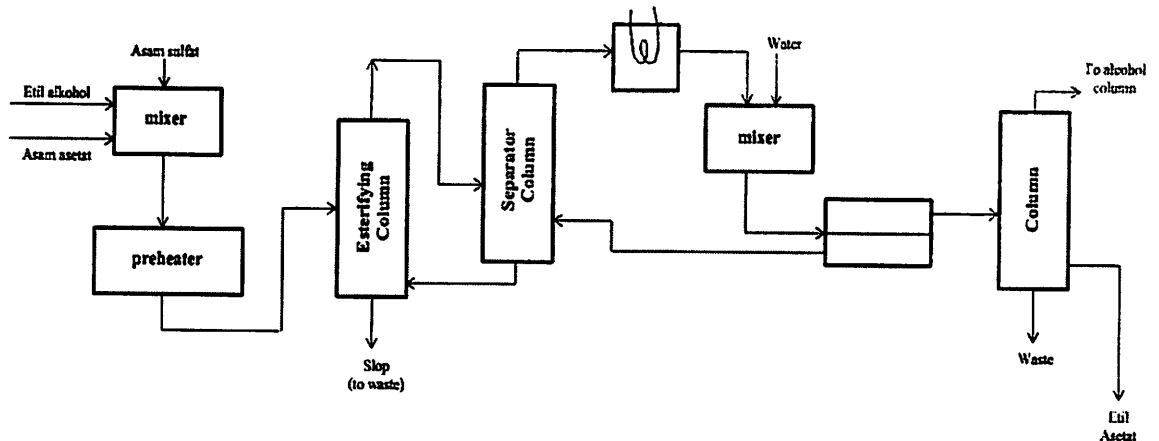 Asam sulfat
Etil alkohol
mixer
Asam asetat
preheater
Esterifying
Column
Slop
(to waste)
Separator
Column
Water
mixer
To alcohol
column
Column
Waste
Etil
Asetat